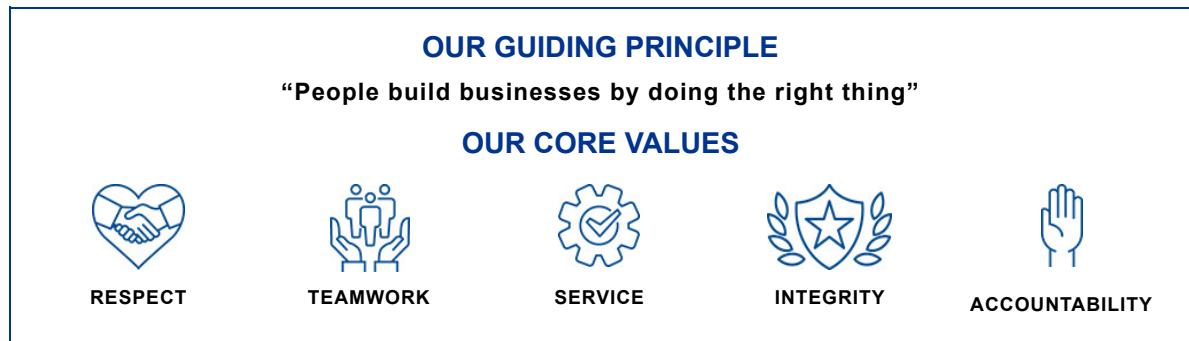 OUR GUIDING PRINCIPLE
“People build businesses by doing the right thing”
OUR CORE VALUES
RESPECT
TEAMWORK
SERVICE
INTEGRITY
ACCOUNTABILITY